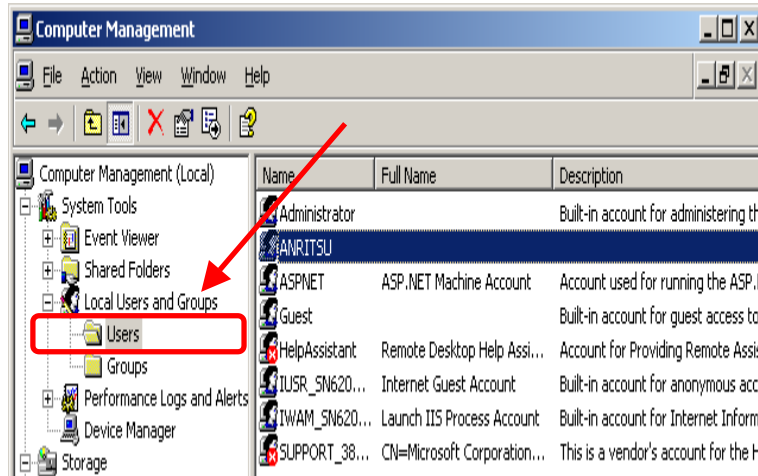 Computer Management
File Action View Window Help
Computer Management (Local)
System Tools
Event Viewer
Shared Folders
Local Users and Groups
Users
Groups
Performance Logs and Alerts
Device Manager
Storage
Name Full Name Description
Administrator Built-in account for administering th
ANRITSU
ASPNET ASP.NET Machine Account Account used for running the ASP.
Guest Built-in account for guest access to
HelpAssistant Remote Desktop Help Assi... Account for Providing Remote Assis
IUSR_SN620... Internet Guest Account Built-in account for anonymous acc
IWAM_SN620... Launch IIS Process Account Built-in account for Internet Inform
SUPPORT_38... CN=Microsoft Corporation... This is a vendor's account for the H